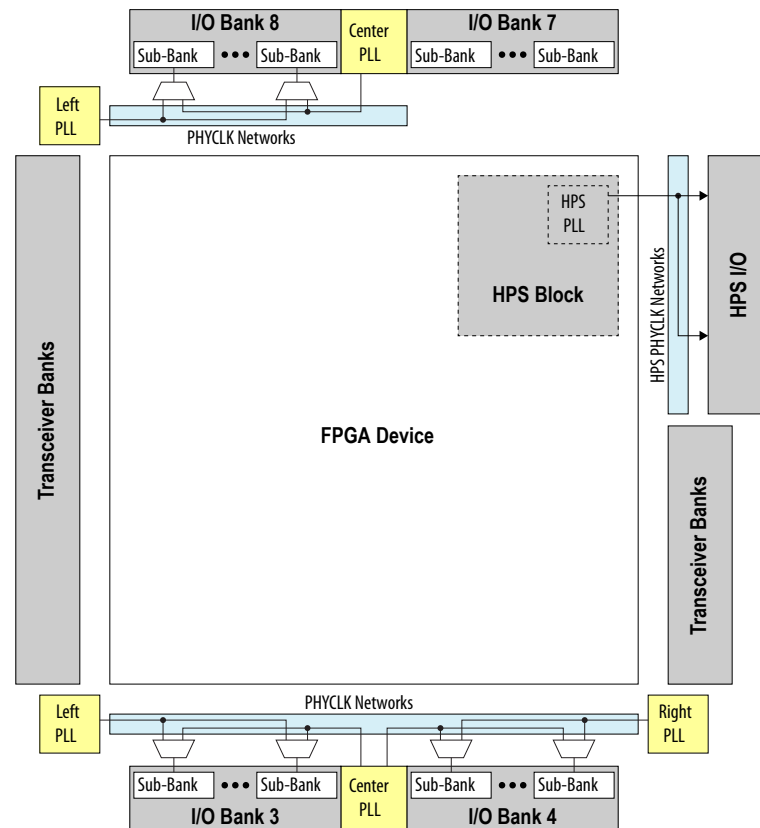 I/O Bank 8
Center
PLL
I/O Bank 7
Sub-Bank
Sub-Bank
Sub-Bank
Sub-Bank
Left
PLL
PHYCLK Networks
Transceiver Banks
HPS
PLL
HPS Block
HPS PHYCLK Networks
HPS I/O
FPGA Device
Transceiver Banks
Left
PLL
PHYCLK Networks
Right
PLL
Sub-Bank
Sub-Bank
Center
PLL
Sub-Bank
Sub-Bank
I/O Bank 3
I/O Bank 4